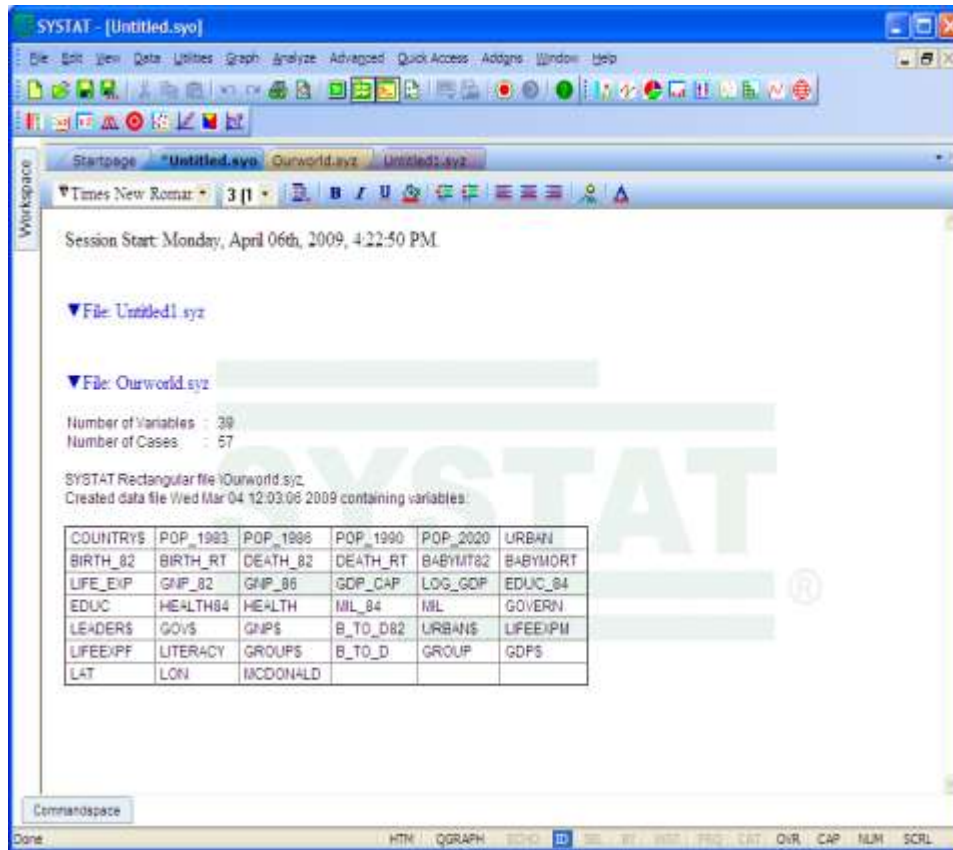 SYSTAT - [Untitled.syo]
File Edit View Data Utilities Graph Analyze Advanced Quick Access Addons Window Help
Workspace
Startpage *Untitled.syo Ourworld.syz Untitled1.syz
Times New Romar 3 (1 B I U A
Session Start: Monday, April 06th, 2009, 4:22:50 PM
▼File: Untitled1.syz
▼File: Ourworld.syz
Number of Variables : 39
Number of Cases : 57
SYSTAT Rectangular file \Ourworld.syz,
Created data file Wed Mar 04 12:03:06 2009 containing variables:
COUNTRY$ POP_1983 POP_1986 POP_1990 POP_2020 URBAN
BIRTH_82 BIRTH_RT DEATH_82 DEATH_RT BABYMT82 BABYMORT
LIFE_EXP GNP_82 GNP_86 GDP_CAP LOG_GDP EDUC_84
EDUC HEALTH84 HEALTH MIL_84 MIL GOVERN
LEADER$ GOV$ GNP$ B_TO_D82 URBAN$ LIFEEXPM
LIFEEXPF LITERACY GROUP$ B_TO_D GROUP GDP$
LAT LON MCDONALD
SYSTAT
®
Commandspace
Done HTM QGRAPH ECHO ID SEL BY WGT FRQ CAT OVR CAP NUM SCRL